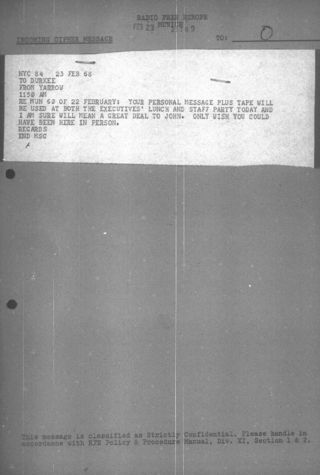 RADIO FREE EUROPE
FEB 23
MUNICH
INCOMING CIPHER MESSAGE
TO: O
NYC 84 23 FEB 68
TO DURKEE
FROM YARROW
1150 AM
RE MUN 60 OF 22 FEBRUARY: YOUR PERSONAL MESSAGE PLUS TAPE WILL
BE USED AT BOTH THE EXECUTIVES' LUNCH AND STAFF PARTY TODAY AND
I AM SURE WILL MEAN A GREAT DEAL TO JOHN. ONLY WISH YOU COULD
HAVE BEEN HERE IN PERSON.
REGARDS
END MSG
This message is classified as Strictly Confidential. Please handle in
accordance with RFE Policy & Procedure Manual, Div. XI, Section 1 & 2.